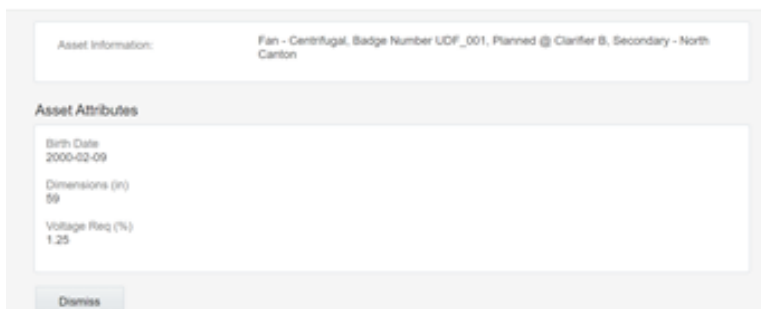 Asset Information:
Fan - Centrifugal, Badge Number UDF_001, Planned @ Clarifier B, Secondary - North
Canton
Asset Attributes
Birth Date
2000-02-09
Dimensions (in)
59
Voltage Req (%)
1.25
Dismiss